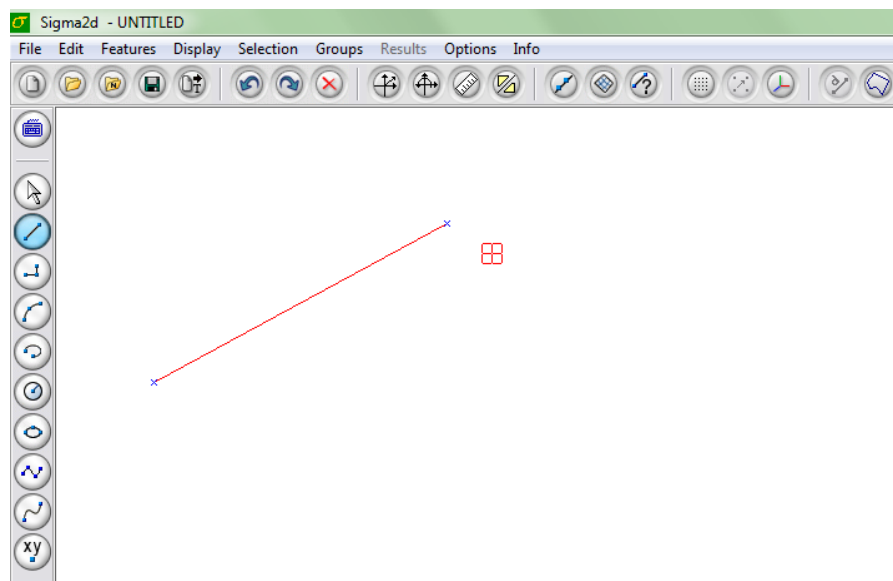 σ Sigma2d - UNTITLED
File Edit Features Display Selection Groups Results Options Info
N T
?
xy